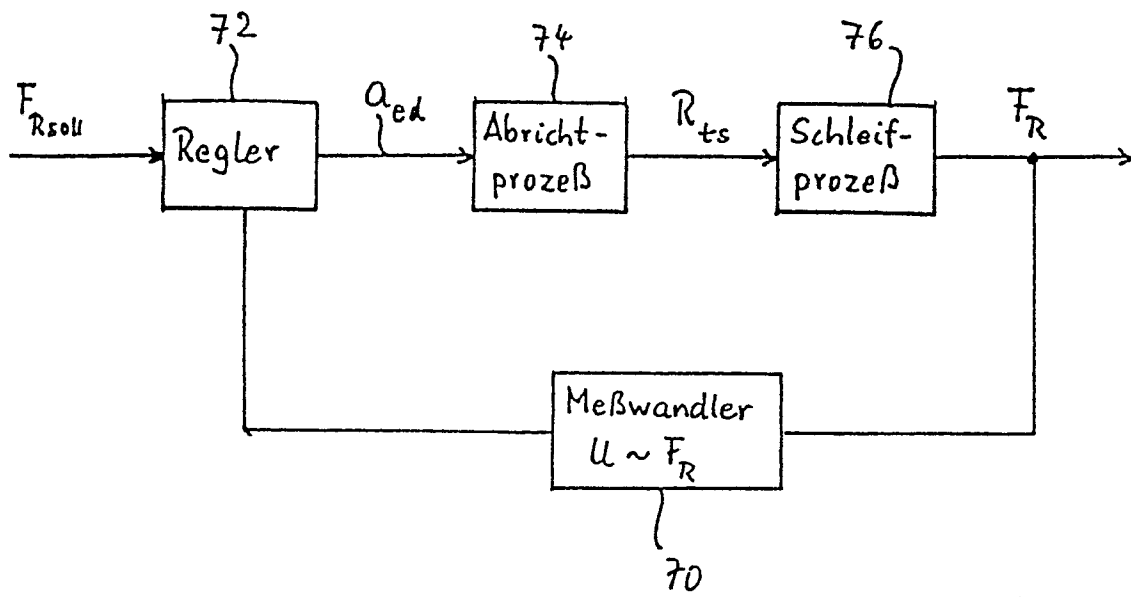 72
74
76
F_Rsoll
Regler
a_ed
Abricht-
prozeß
R_ts
Schleif-
prozeß
F_R
Meßwandler
U ~ F_R
70